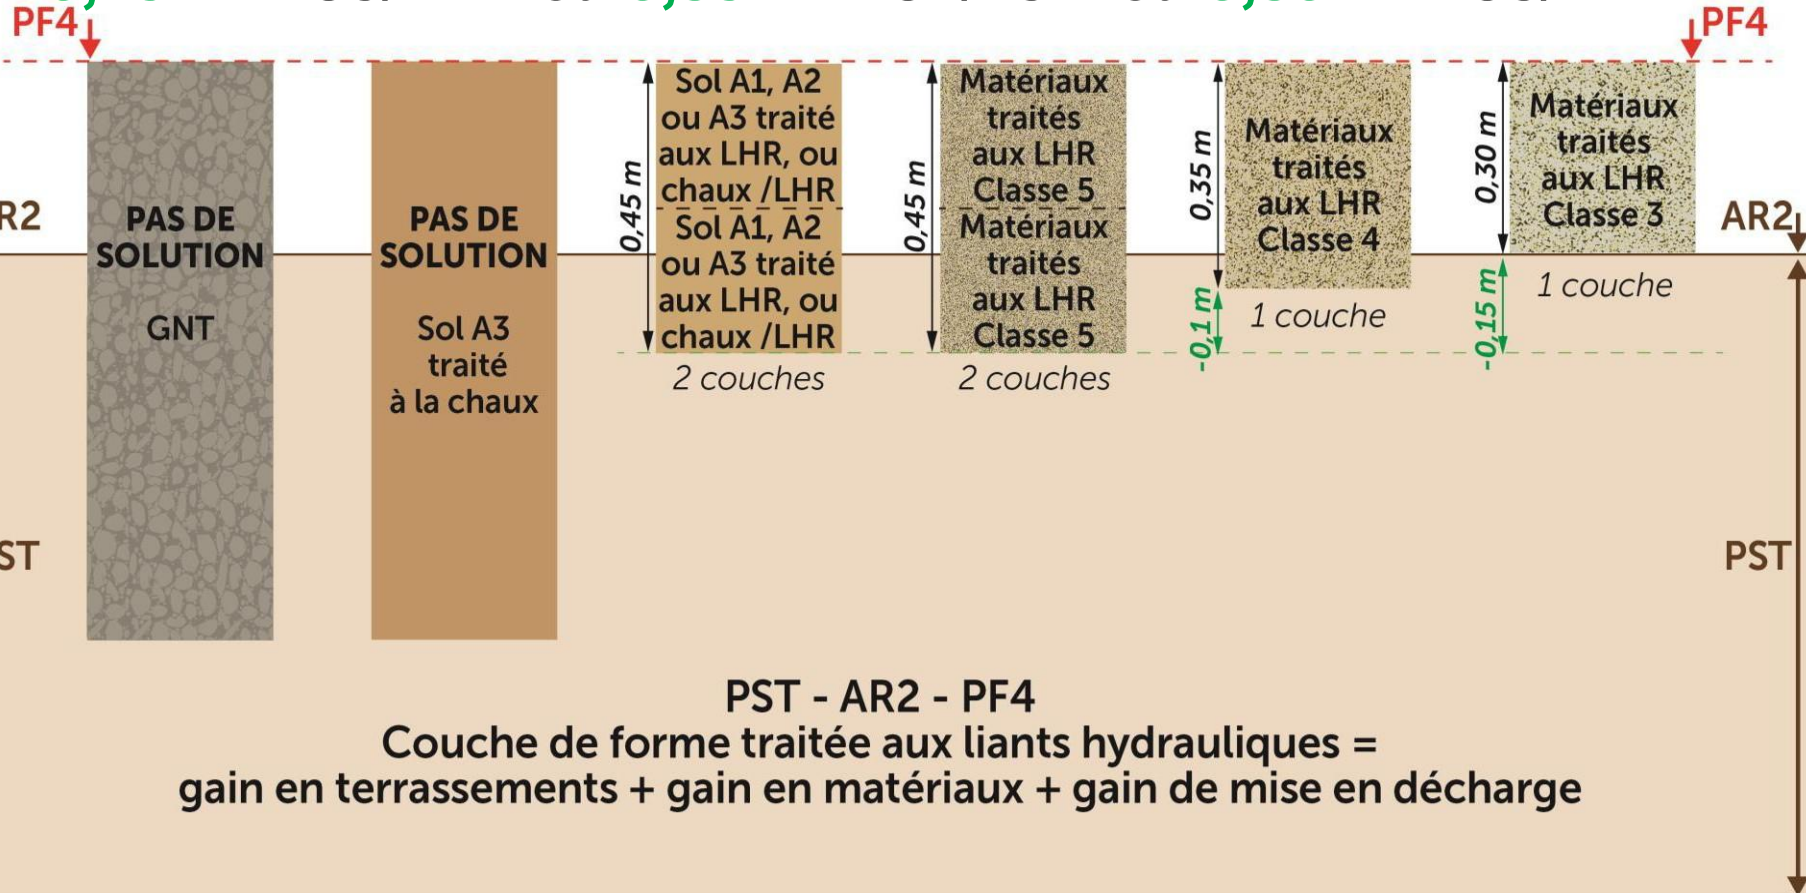 PF4
PF4
PAS DE
SOLUTION
GNT
PAS DE
SOLUTION
Sol A3
traité
à la chaux
0,45 m
Sol A1, A2
ou A3 traité
aux LHR, ou
chaux /LHR
Sol A1, A2
ou A3 traité
aux LHR, ou
chaux /LHR
2 couches
0,45 m
Matériaux
traités
aux LHR
Classe 5
Matériaux
traités
aux LHR
Classe 5
2 couches
0,35 m
Matériaux
traités
aux LHR
Classe 4
-0,1 m
1 couche
0,30 m
Matériaux
traités
aux LHR
Classe 3
-0,15 m
1 couche
R2
AR2
ST
PST
PST - AR2 - PF4
Couche de forme traitée aux liants hydrauliques =
gain en terrassements + gain en matériaux + gain de mise en décharge